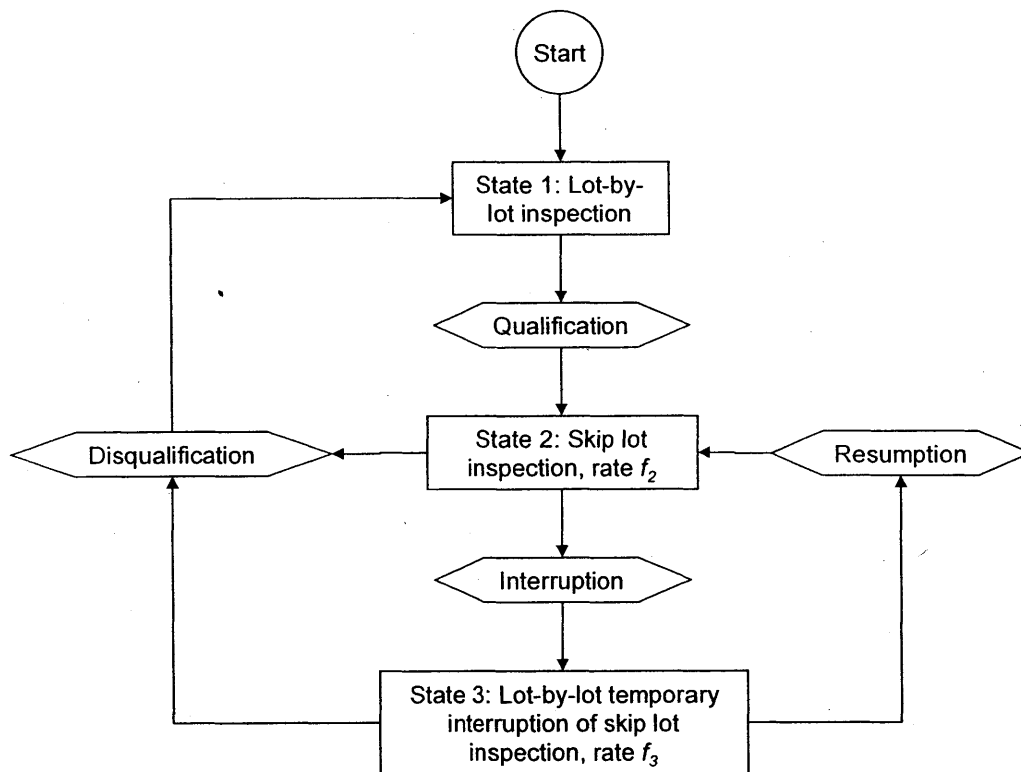 Start
State 1: Lot-by-
lot inspection
Qualification
Disqualification
State 2: Skip lot
inspection, rate f2
Resumption
Interruption
State 3: Lot-by-lot temporary
interruption of skip lot
inspection, rate f3